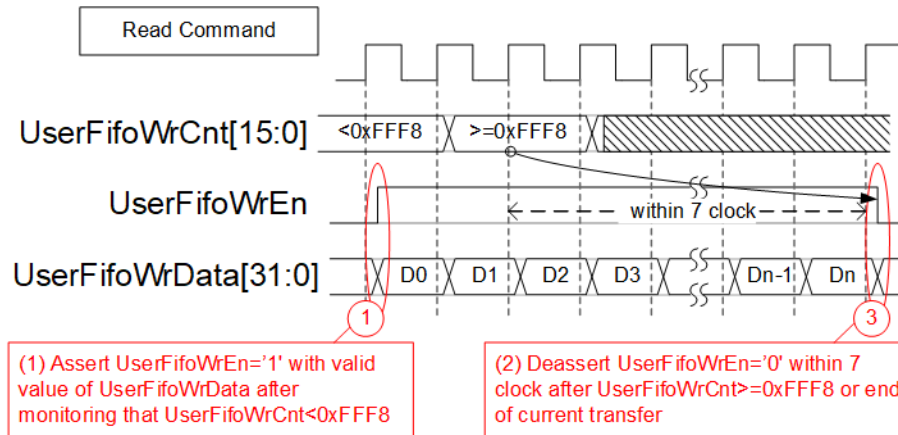 Read Command
UserFifoWrCnt[15:0]
<0xFFF8
>=0xFFF8
UserFifoWrEn
within 7 clock
UserFifoWrData[31:0]
D0
D1
D2
D3
Dn-1
Dn
1
3
(1) Assert UserFifoWrEn='1' with valid
value of UserFifoWrData after
monitoring that UserFifoWrCnt<0xFFF8
(2) Deassert UserFifoWrEn='0' within 7
clock after UserFifoWrCnt>=0xFFF8 or end
of current transfer